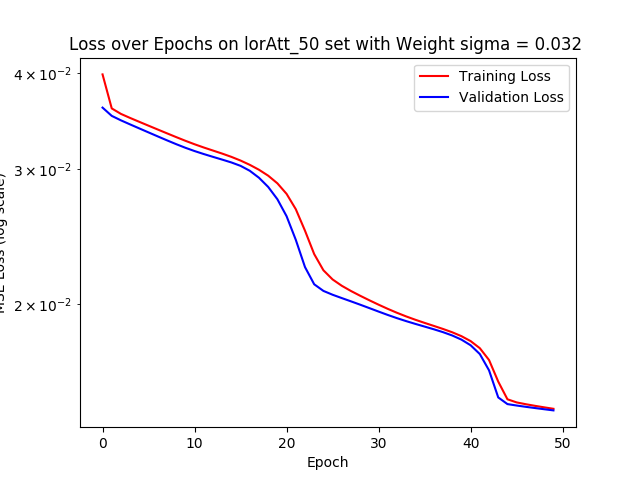 Loss over Epochs on lorAtt_50 set with Weight sigma = 0.032
Training Loss
Validation Loss
4 × 10⁻²
3 × 10⁻²
2 × 10⁻²
MSE Loss (log scale)
0 10 20 30 40 50
Epoch